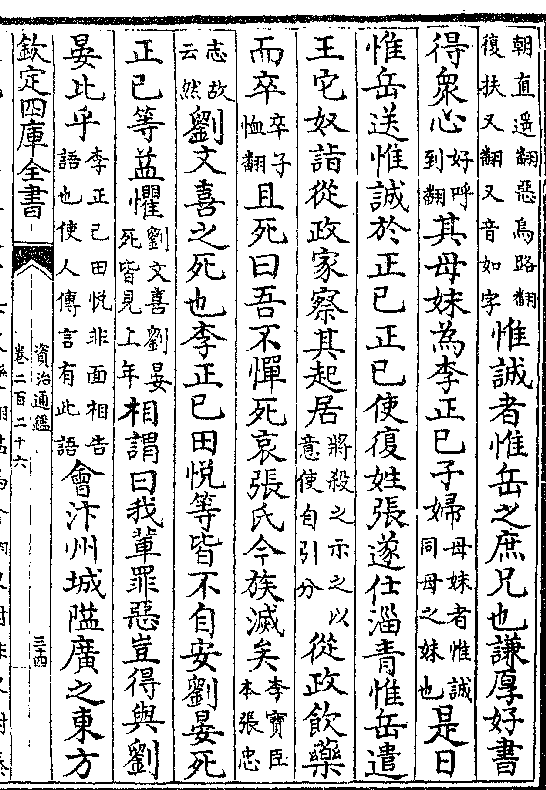 朝直遥翻惡烏路翻
復扶又翻又音如字惟誠者惟岳之庶兄也謙厚好書
得衆心好呼到翻其母妹為李正已子婦母妹者惟誠同母之妹也是日
惟岳送惟誠於正已正已使復姓張遂仕淄青惟岳遣
王它奴詣從政家察其起居將殺之示之以意使自引分從政飲藥
而卒卒子恤翻且死曰吾不憚死哀張氏今族滅矣李寳臣本張忠
志故云然劉文喜之死也李正已田悦等皆不自安劉晏死
正已等益懼劉文喜劉晏死皆見上年相謂曰我軰罪惡豈得與劉
晏比乎李正已田悦非面相告語也使人傳言有此語會汴州城隘廣之東方
欽定四庫全書
資治通鑑
卷二百二十六
三十四